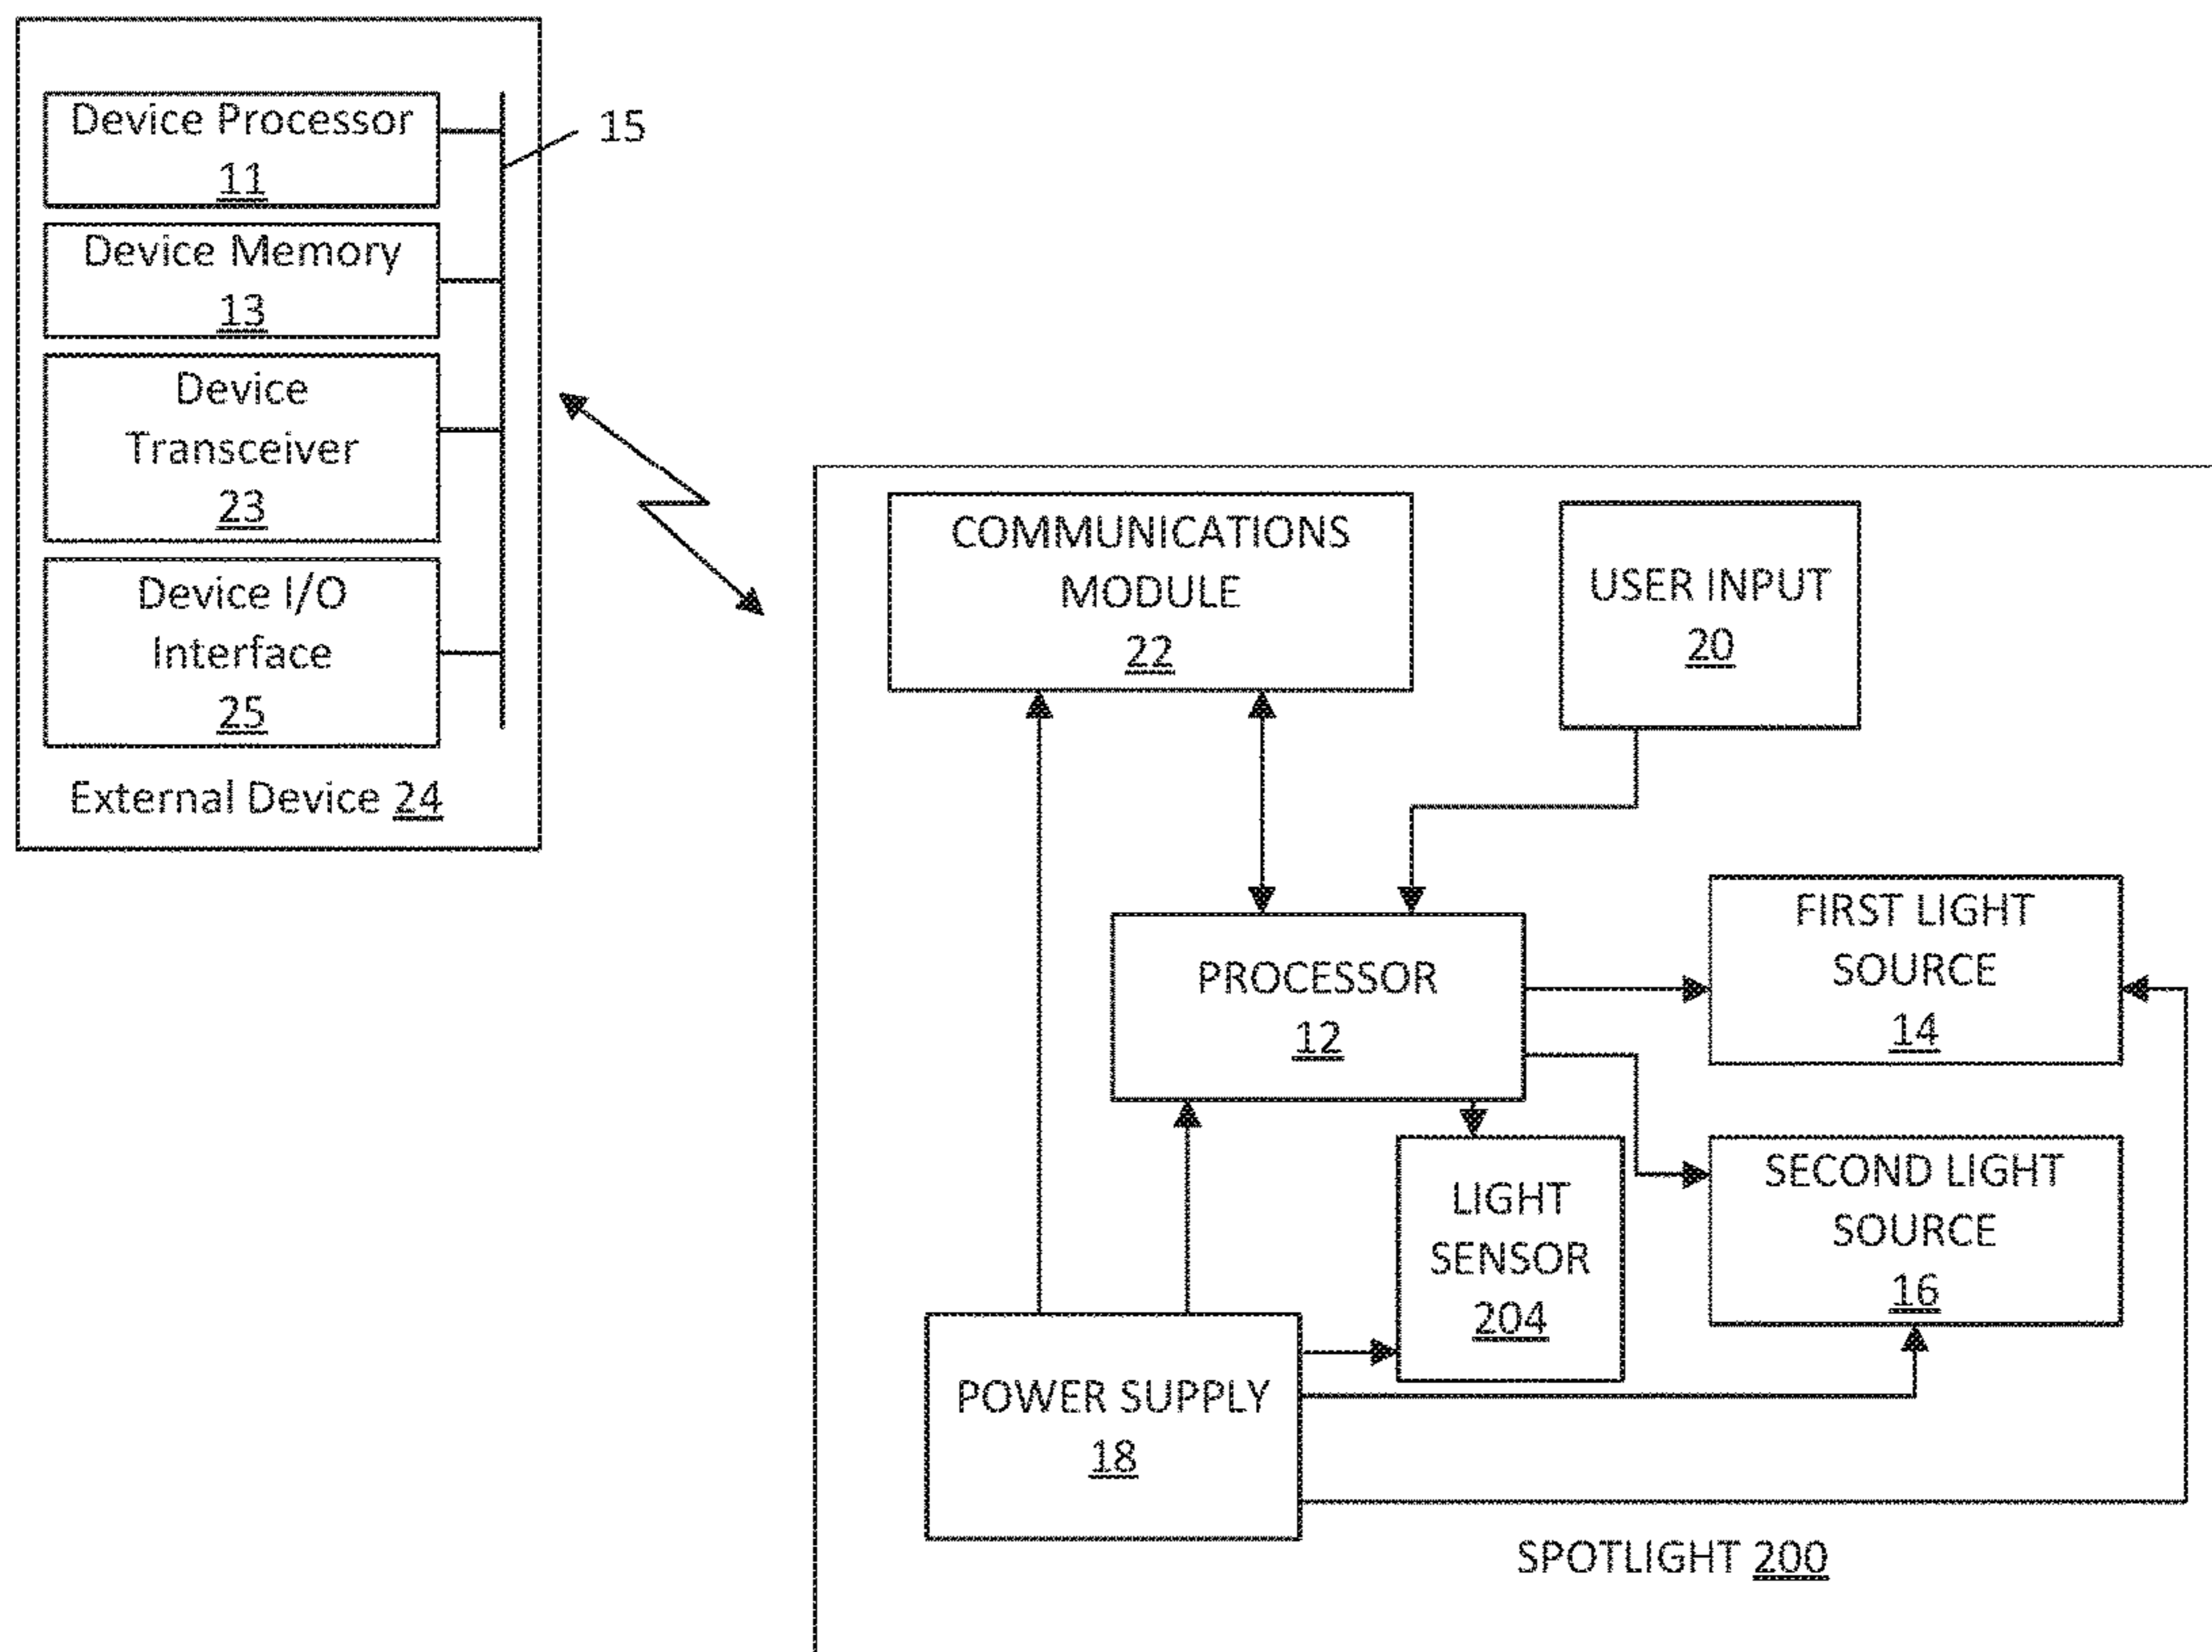 Device Processor
11
15
Device Memory
13
Device
Transceiver
23
Device I/O
Interface
25
External Device 24
COMMUNICATIONS
MODULE
22
USER INPUT
20
PROCESSOR
12
FIRST LIGHT
SOURCE
14
LIGHT
SENSOR
204
SECOND LIGHT
SOURCE
16
POWER SUPPLY
18
SPOTLIGHT 200